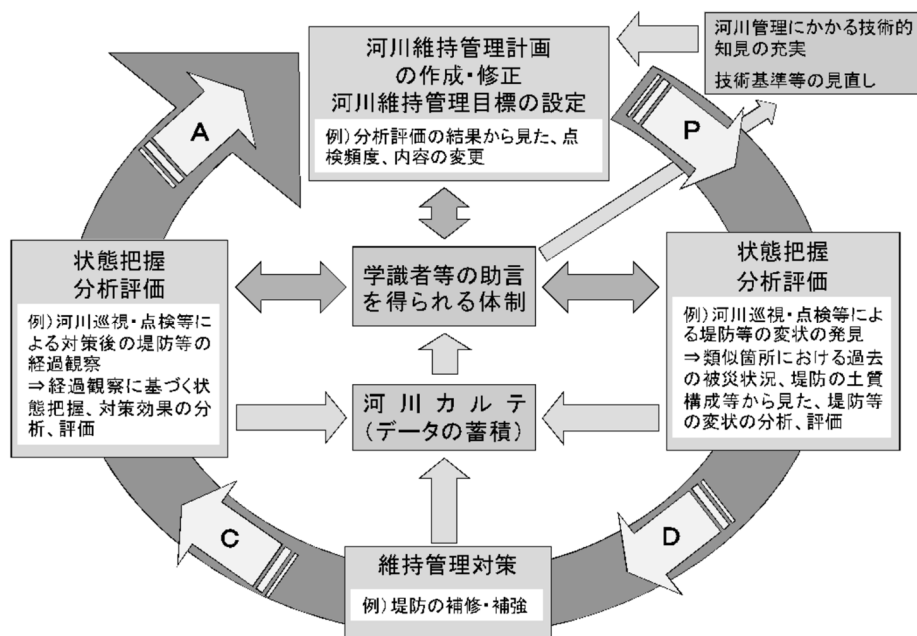 河川維持管理計画
の作成・修正
河川維持管理目標の設定
例）分析評価の結果から見た、点
検頻度、内容の変更
河川管理にかかる技術的
知見の充実
技術基準等の見直し
A
P
状態把握
分析評価
例）河川巡視・点検等によ
る対策後の堤防等の
経過観察
⇒経過観察に基づく状
態把握、対策効果の分
析、評価
学識者等の助言
を得られる体制
状態把握
分析評価
例）河川巡視・点検等によ
る堤防等の変状の発見
⇒類似箇所における過去
の被災状況、堤防の土質
構成等から見た、堤防等
の変状の分析、評価
河川カルテ
（データの蓄積）
C
D
維持管理対策
例）堤防の補修・補強